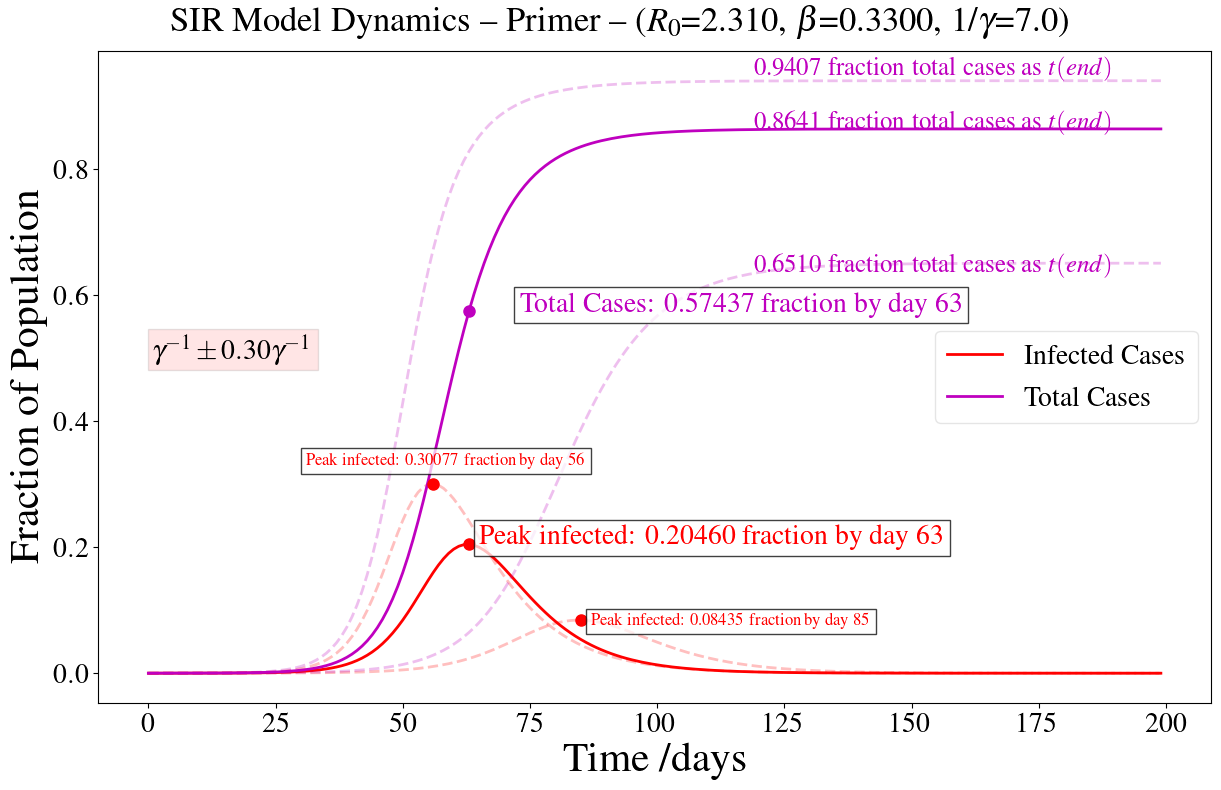 SIR Model Dynamics – Primer – (R₀=2.310, β=0.3300, 1/γ=7.0)
0.9407 fraction total cases as t(end)
0.8641 fraction total cases as t(end)
0.8
0.6510 fraction total cases as t(end)
0.6
Total Cases: 0.57437 fraction by day 63
γ⁻¹ ± 0.30γ⁻¹
Infected Cases
Total Cases
0.4
Fraction of Population
Peak infected: 0.30077 fraction by day 56
0.2
Peak infected: 0.20460 fraction by day 63
Peak infected: 0.08435 fraction by day 85
0.0
0 25 50 75 100 125 150 175 200
Time /days